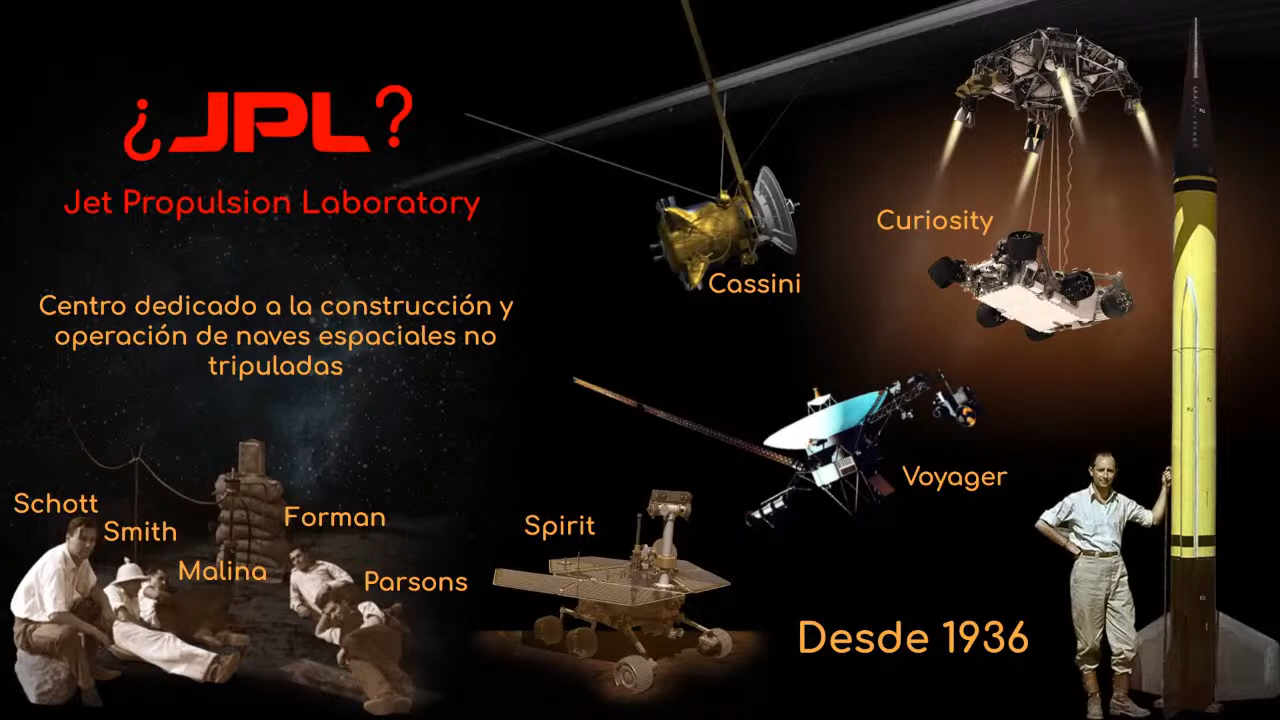 ¿JPL?
Jet Propulsion Laboratory
Centro dedicado a la construcción y
operación de naves espaciales no
tripuladas
Cassini
Curiosity
Voyager
Spirit
Schott
Smith
Malina
Forman
Parsons
Desde 1936